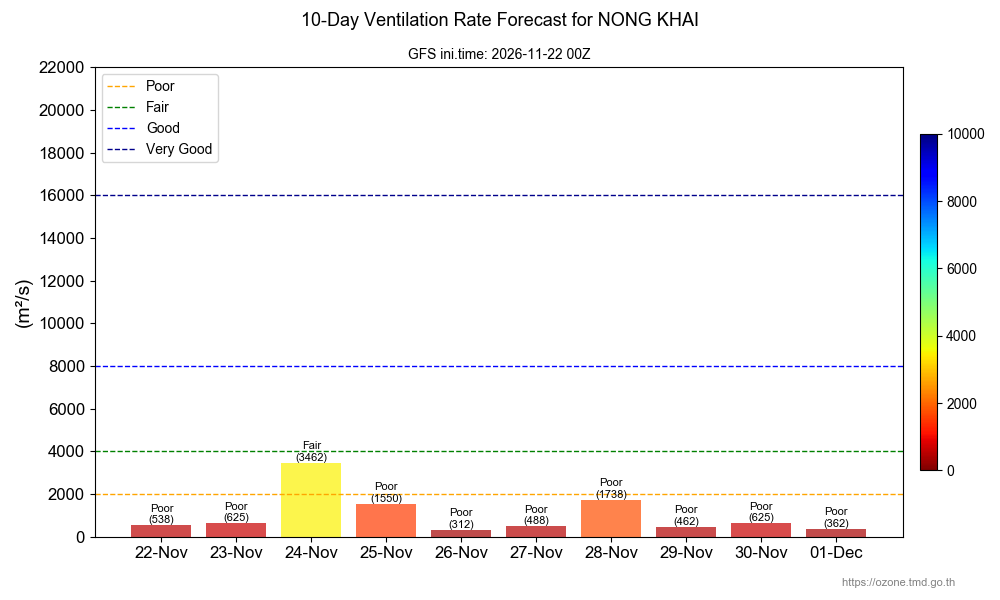 10-Day Ventilation Rate Forecast for NONG KHAI
GFS ini.time: 2026-11-22 00Z
(m²/s)
22000
20000
18000
16000
14000
12000
10000
8000
6000
4000
2000
0
Poor
Fair
Good
Very Good
Poor
(538)
Poor
(625)
Fair
(3462)
Poor
(1550)
Poor
(312)
Poor
(488)
Poor
(1738)
Poor
(462)
Poor
(625)
Poor
(362)
22-Nov
23-Nov
24-Nov
25-Nov
26-Nov
27-Nov
28-Nov
29-Nov
30-Nov
01-Dec
10000
8000
6000
4000
2000
0
https://ozone.tmd.go.th